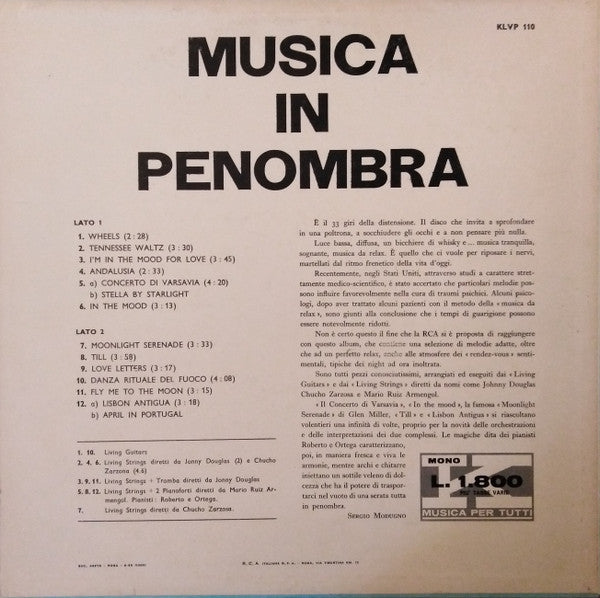 KLVP 110
MUSICA
IN
PENOMBRA
LATO 1
1. WHEELS (2 : 28)
2. TENNESSEE WALTZ (3 : 30)
3. I'M IN THE MOOD FOR LOVE (3 : 45)
4. ANDALUSIA (2 : 33)
5. a) CONCERTO DI VARSAVIA (4 : 20)
b) STELLA BY STARLIGHT
6. IN THE MOOD (3 : 13)
LATO 2
7. MOONLIGHT SERENADE (3 : 33)
8. TILL (3 : 58)
9. LOVE LETTERS (3 : 17)
10. DANZA RITUALE DEL FUOCO (4 : 08)
11. FLY ME TO THE MOON (3 : 15)
12. a) LISBON ANTIGUA (3 : 18)
b) APRIL IN PORTUGAL
1. 10. Living Guitars
2. 4. 6. Living Strings diretti da Jonny Douglas (2) e Chucho
Zarzona (4.6)
3. 9. 11. Living Strings + Tromba diretti da Jonny Douglas
5. 8. 12. Living Strings + 2 Pianoforti diretti da Mario Ruiz Ar-
mengol. Pianisti : Roberto e Ortega.
7. Living Strings diretti da Chucho Zarzosa.
È il 33 giri della distensione. Il disco che invita a sprofondare
in una poltrona, a socchiudere gli occhi e a non pensare più nulla.
Luce bassa, diffusa, un bicchiere di whisky e... musica tranquilla,
sognante, musica da relax. È quello che ci vuole per riposare i nervi,
martellati dal ritmo frenetico della vita d'oggi.
Recentemente, negli Stati Uniti, attraverso studi a carattere stret-
tamente medico-scientifico, è stato accertato che particolari melodie pos-
sono influire favorevolmente nella cura di traumi psichici. Alcuni psico-
logi, dopo aver trattato alcuni pazienti con il metodo della « musica da
relax », sono giunti alla conclusione che i tempi di guarigione possono
essere notevolmente ridotti.
Non è certo questo il fine che la RCA si è proposta di raggiungere
con questo album, che contiene una selezione di melodie adatte, oltre
che ad un perfetto relax, anche alle atmosfere dei « rendez-vous » senti-
mentali, tipiche dei night ad ora inoltrata.
Sono tutti pezzi conosciutissimi, arrangiati ed eseguiti dai « Living
Guitars » e dai « Living Strings » diretti da nomi come Johnny Douglas
Chucho Zarzosa e Mario Ruiz Armengol.
« Il Concerto di Varsavia », « In the mood », la famosa « Moonlight
Serenade » di Glen Miller, « Till » e « Lisbon Antigua » si riascoltano
volentieri una infinità di volte, proprio per la novità delle orchestrazioni
e delle interpretazioni dei due complessi. Le magiche dita dei pianisti
Roberto e Ortega caratterizzano,
poi, in maniera fresca e viva le
armonie, mentre archi e chitarre
iniettano un sottile veleno di dol-
cezza che ha il potere di traspor-
tarci nel vuoto di una serata tutta
in penombra.
SERGIO MODUGNO
MONO
L. 1.800
PIU' TASSE VARIE
MUSICA PER TUTTI
R. C. A. ITALIANA S. P. A. - ROMA, VIA TIBURTINA KM. 12